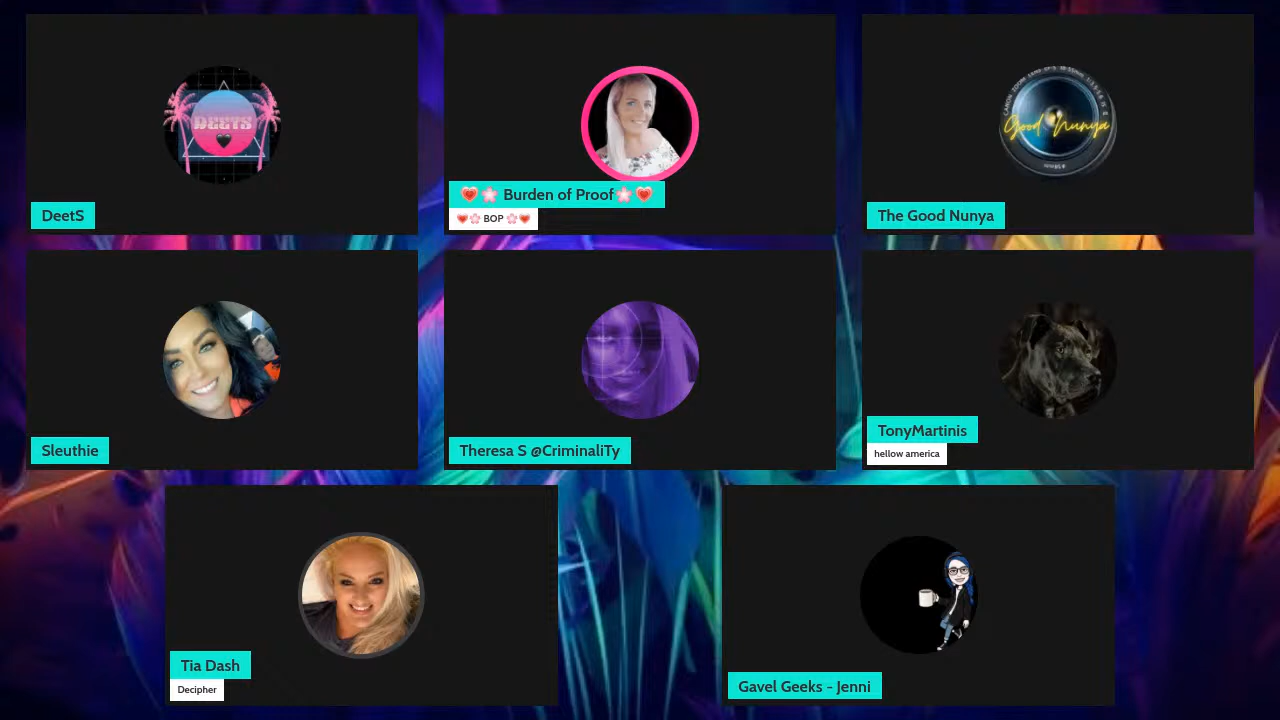 DEETS
DeetS
💗🌸 Burden of Proof🌸💗
💗🌸 BOP 🌸💗
Good Nunya
The Good Nunya
Sleuthie
Theresa S @CriminaliTy
TonyMartinis
hellow america
Tia Dash
Decipher
Gavel Geeks - Jenni